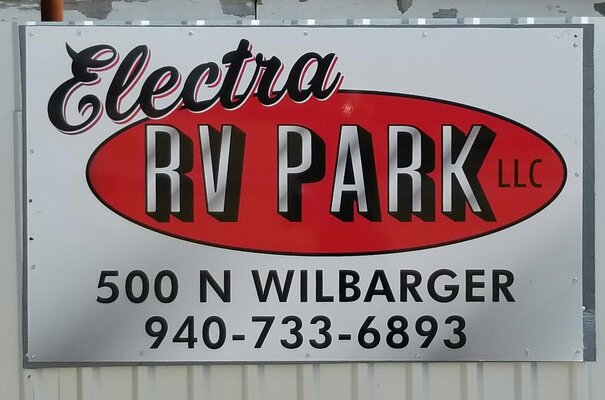 Electra
RV PARK LLC
500 N WILBARGER
940-733-6893